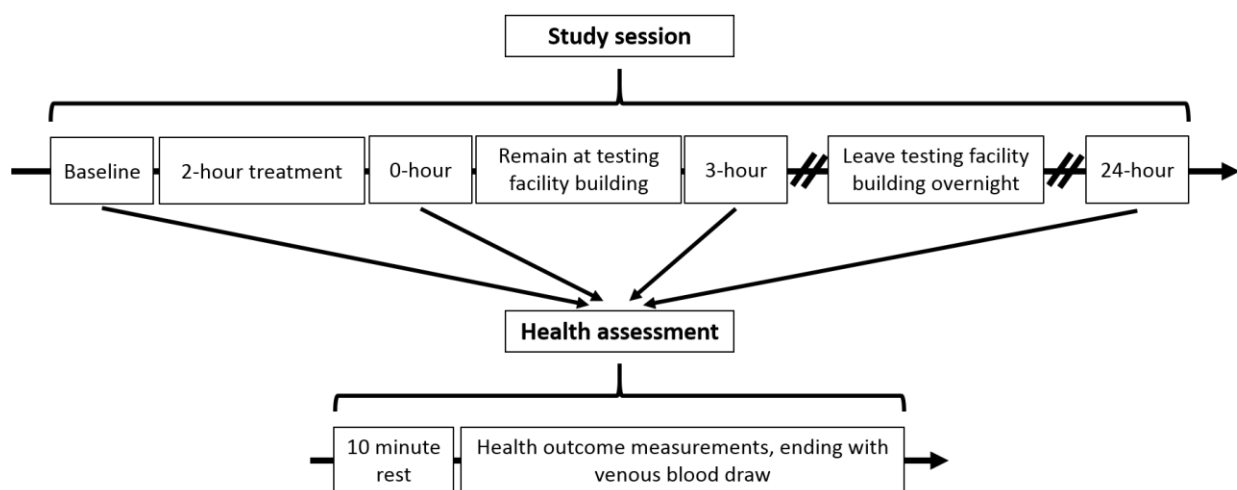 Study session
Baseline
2-hour treatment
0-hour
Remain at testing
facility building
3-hour
Leave testing facility
building overnight
24-hour
Health assessment
10 minute
rest
Health outcome measurements, ending with
venous blood draw